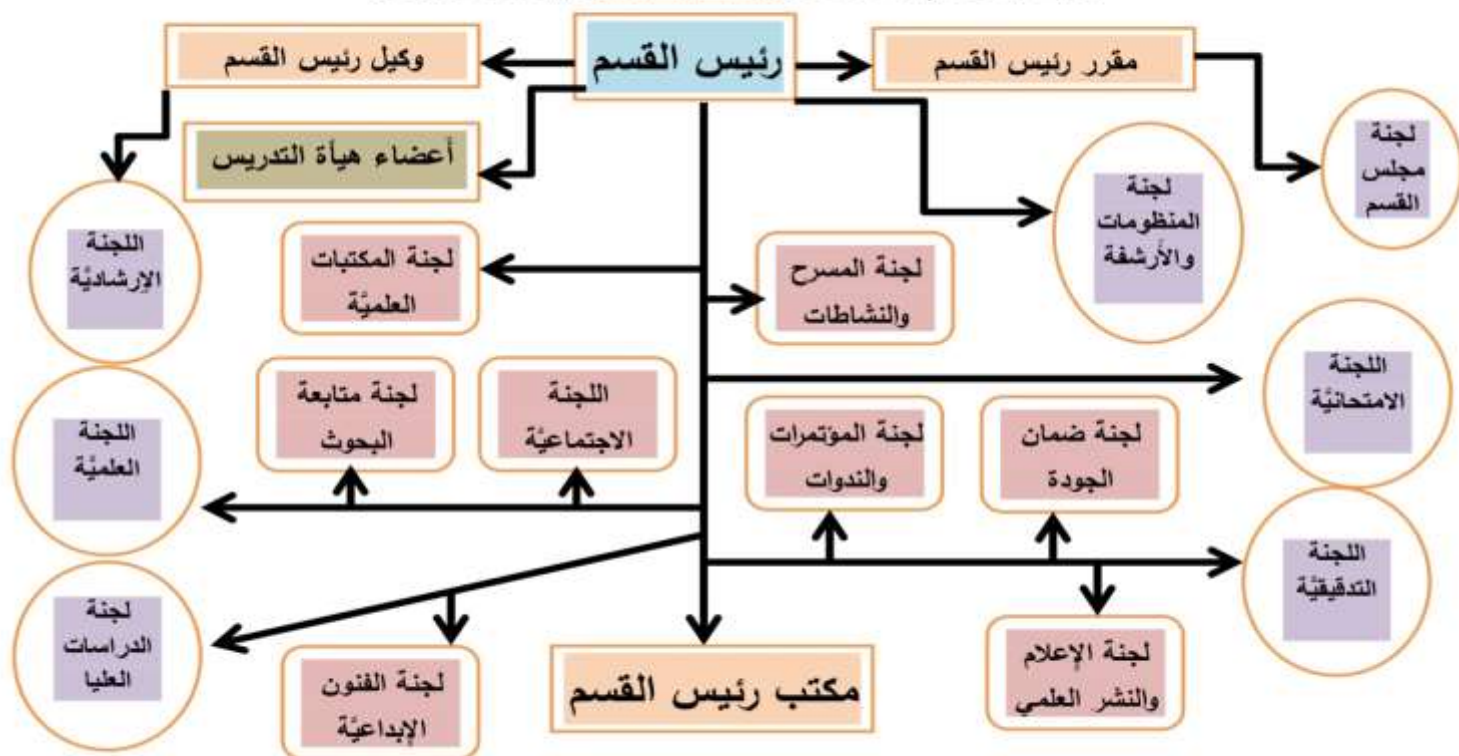 رئيس القسم
مقرر رئيس القسم
وكيل رئيس القسم
أعضاء هيأة التدريس
لجنة
مجلس
القسم
لجنة
المنظومات
والأرشفة
اللجنة
الإرشاديَّة
لجنة المسرح
والنشاطات
لجنة المكتبات
العلميَّة
اللجنة
الامتحانيَّة
لجنة ضمان
الجودة
لجنة المؤتمرات
والندوات
اللجنة
الاجتماعيَّة
لجنة متابعة
البحوث
اللجنة
العلميَّة
اللجنة
التدقيقيَّة
لجنة الإعلام
والنشر العلمي
مكتب رئيس القسم
لجنة الفنون
الإبداعيَّة
لجنة
الدراسات
العليا